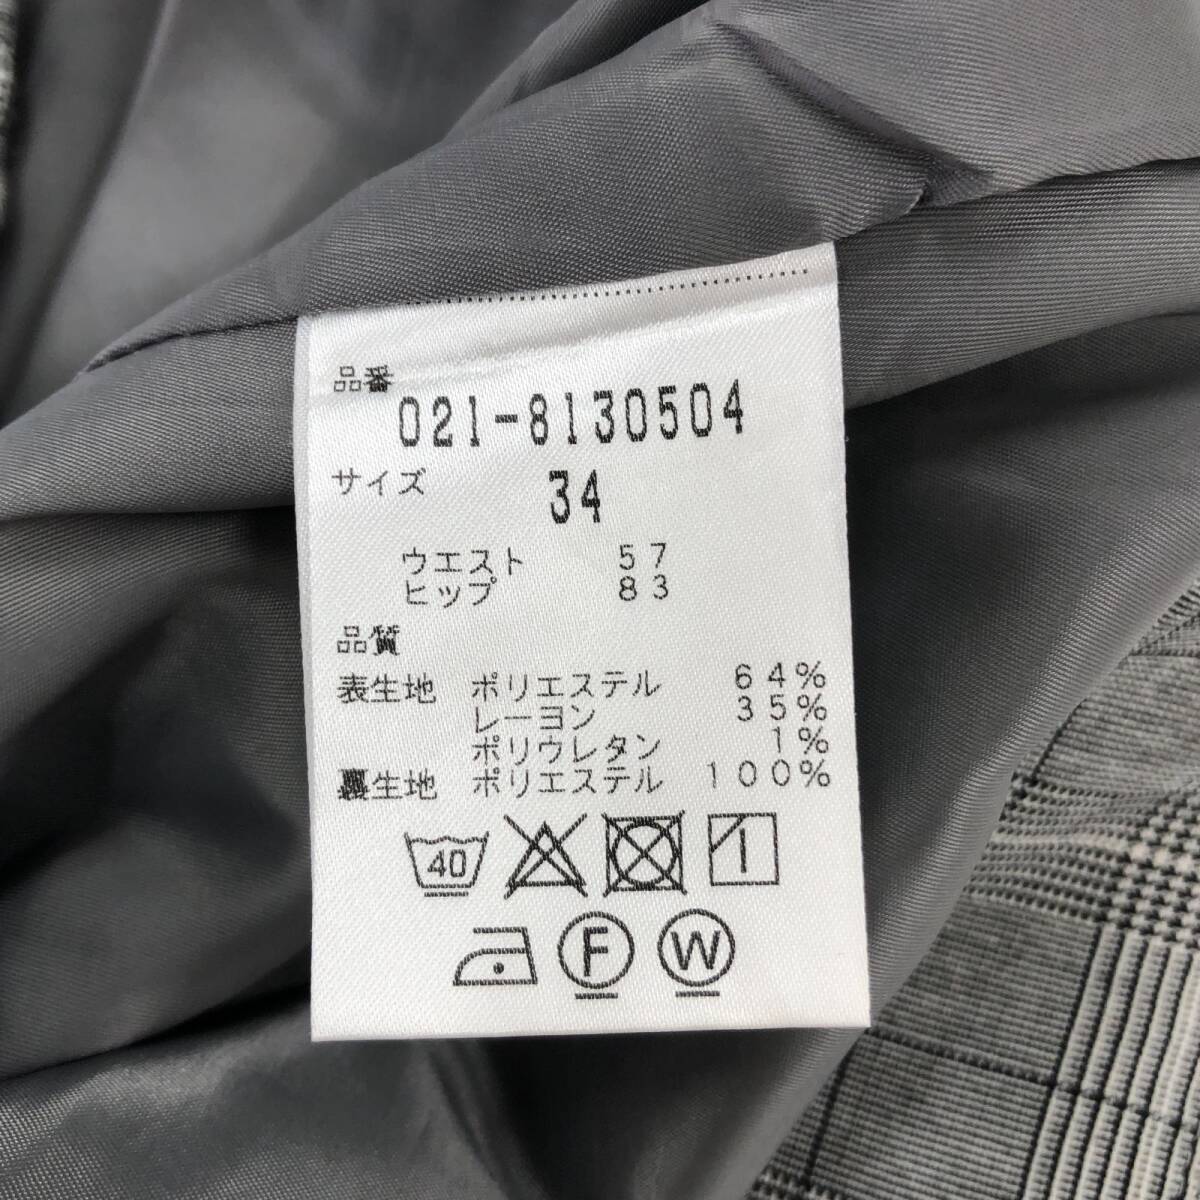 品番
021-8130504
サイズ 34
ウエスト 57
ヒップ 83
品質
表生地 ポリエステル 64%
レーヨン 35%
ポリウレタン 1%
裏生地 ポリエステル 100%
40
F W